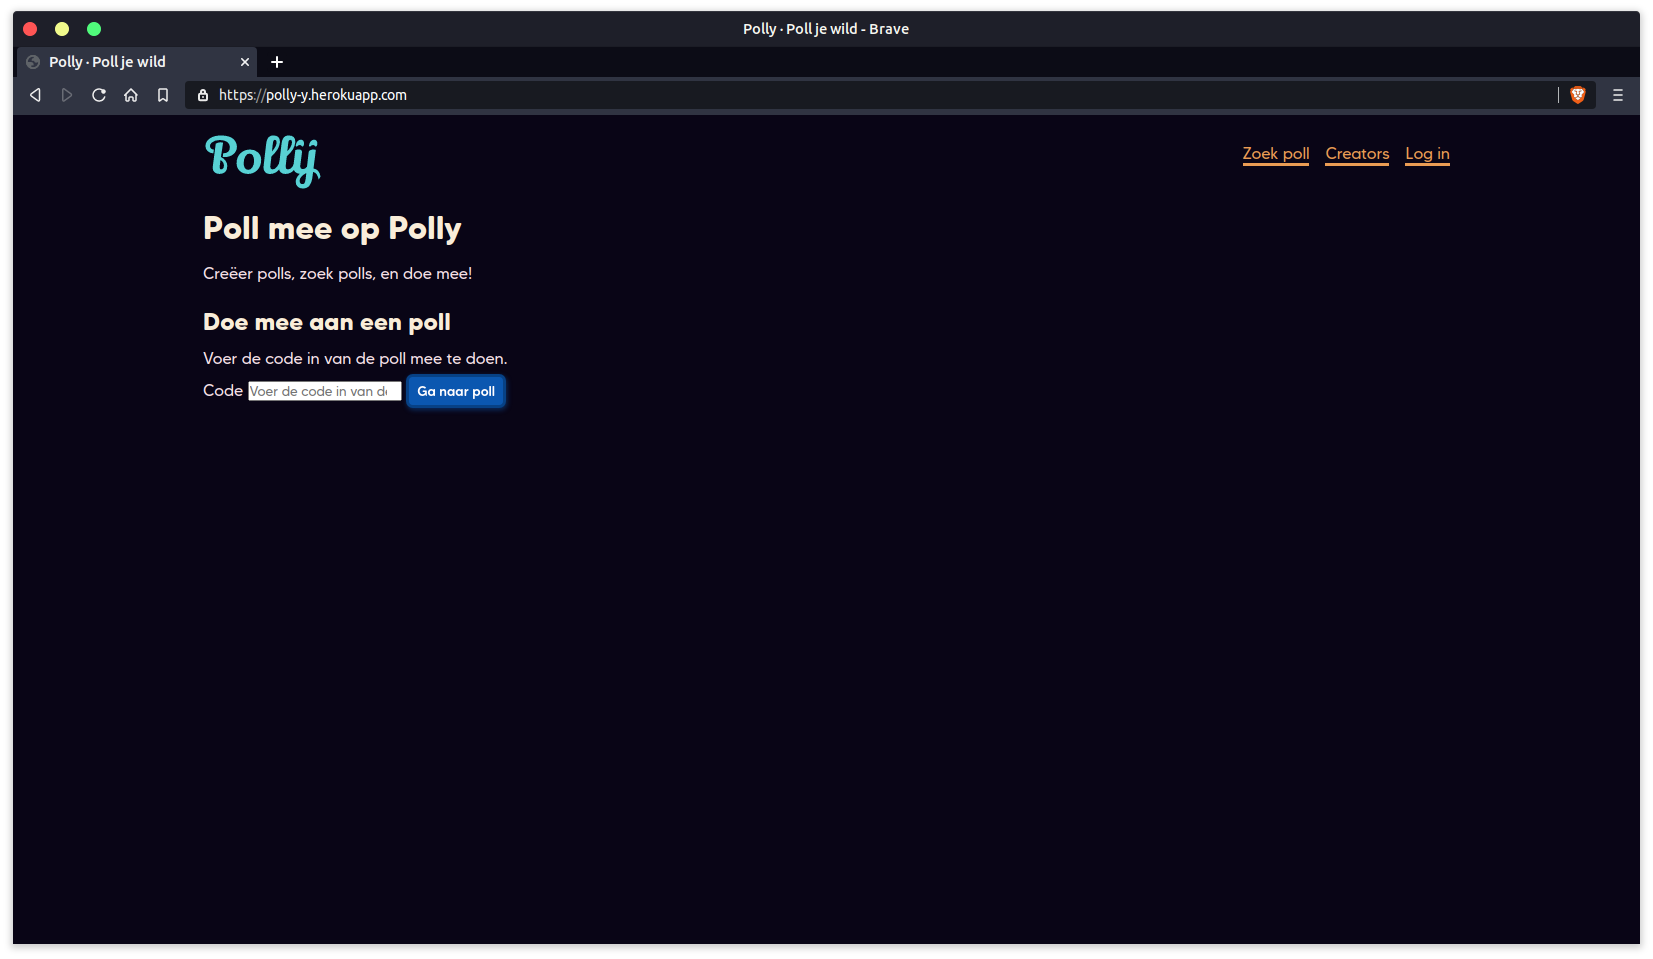 Polly · Poll je wild - Brave
Polly · Poll je wild
https://polly-y.herokuapp.com
Pollij
Zoek poll Creators Log in
Poll mee op Polly
Creëer polls, zoek polls, en doe mee!
Doe mee aan een poll
Voer de code in van de poll mee te doen.
Code Voer de code in van de Ga naar poll